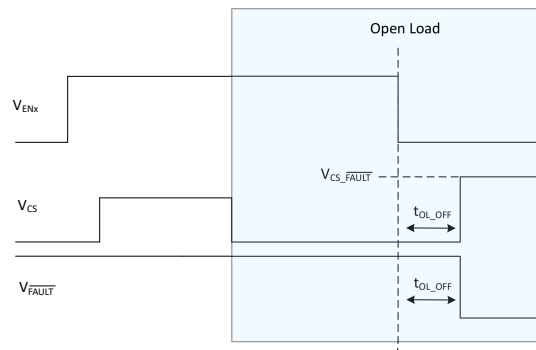 Open Load
VENx
VCS_FAULT
VCS
tOL_OFF
VFAULT
tOL_OFF